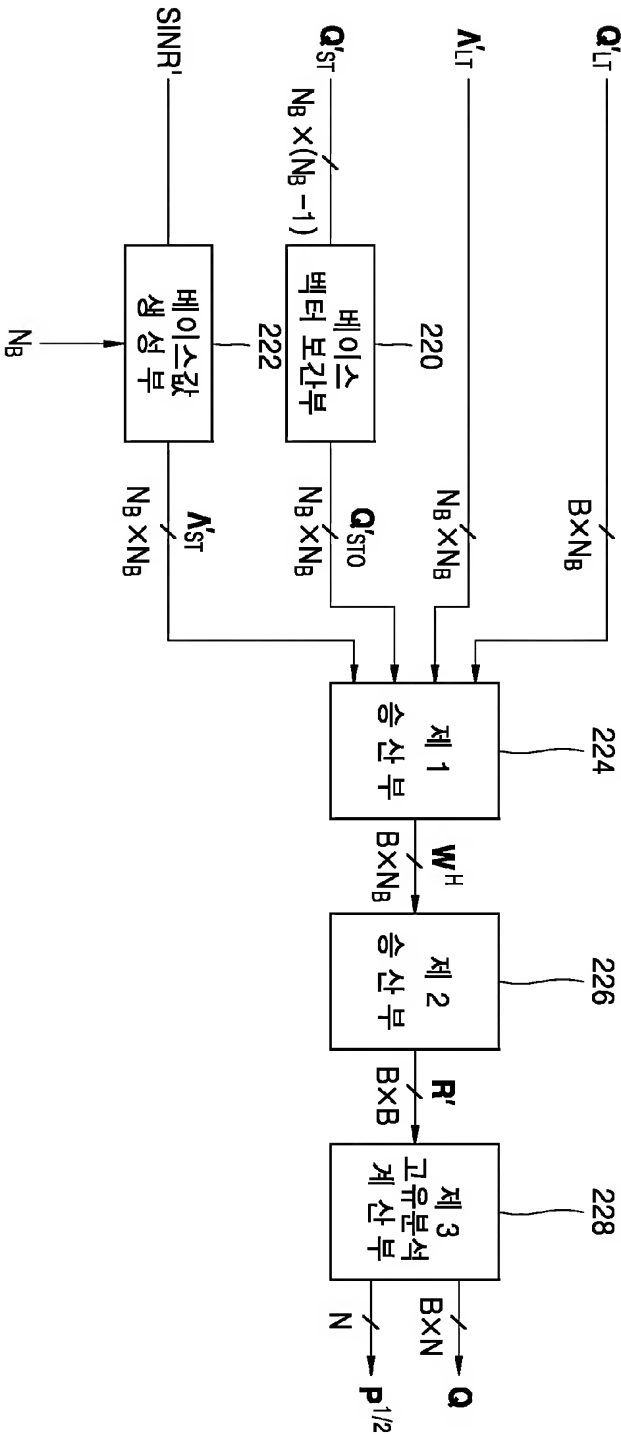 Q'LT
B×NB
Λ'LT
NB×NB
Q'ST
NB×(NB-1)
베이스
벡터 보간부
220
Q'STO
NB×NB
SINR'
베이스값
생 성 부
222
NB
Λ'ST
NB×NB
제 1
승 산 부
224
W^H
B×NB
제 2
승 산 부
226
R'
B×B
제 3
고유분석
계 산 부
228
B×N
Q
N
P^1/2